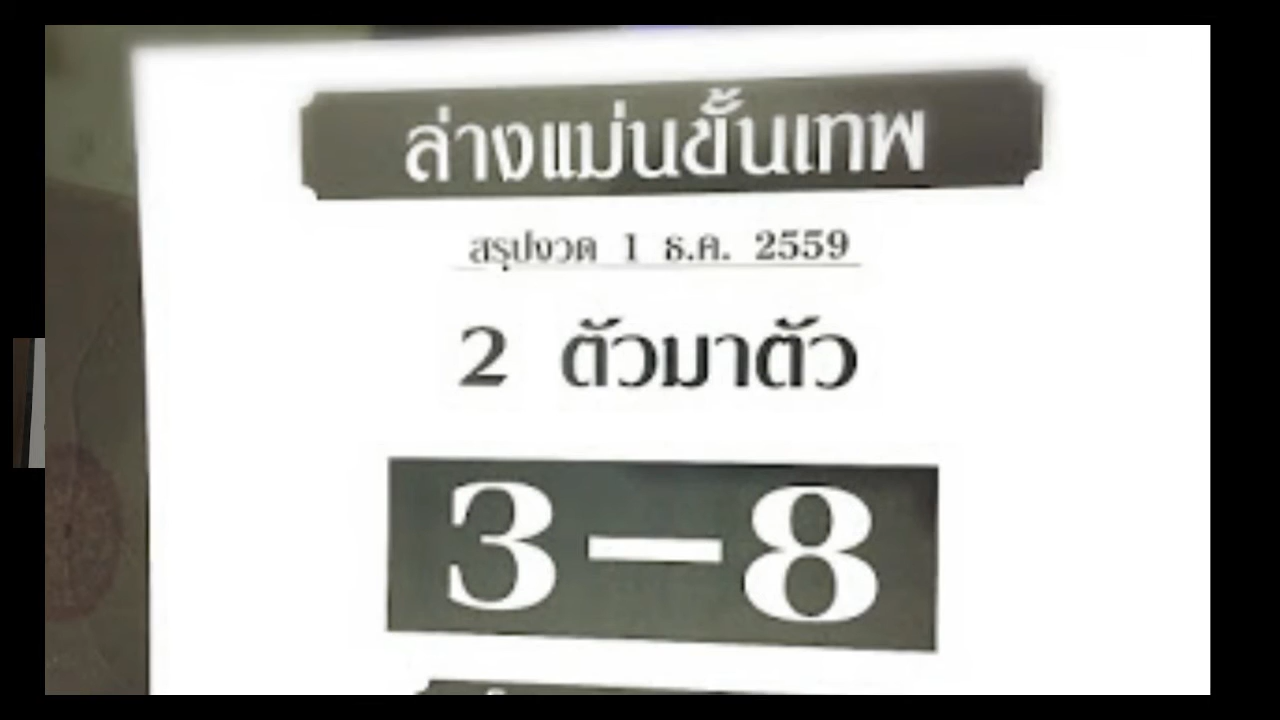 ล่างแม่นขั้นเทพ
สรุปงวด 1 ธ.ค. 2559
2 ตัวมาตัว
3-8